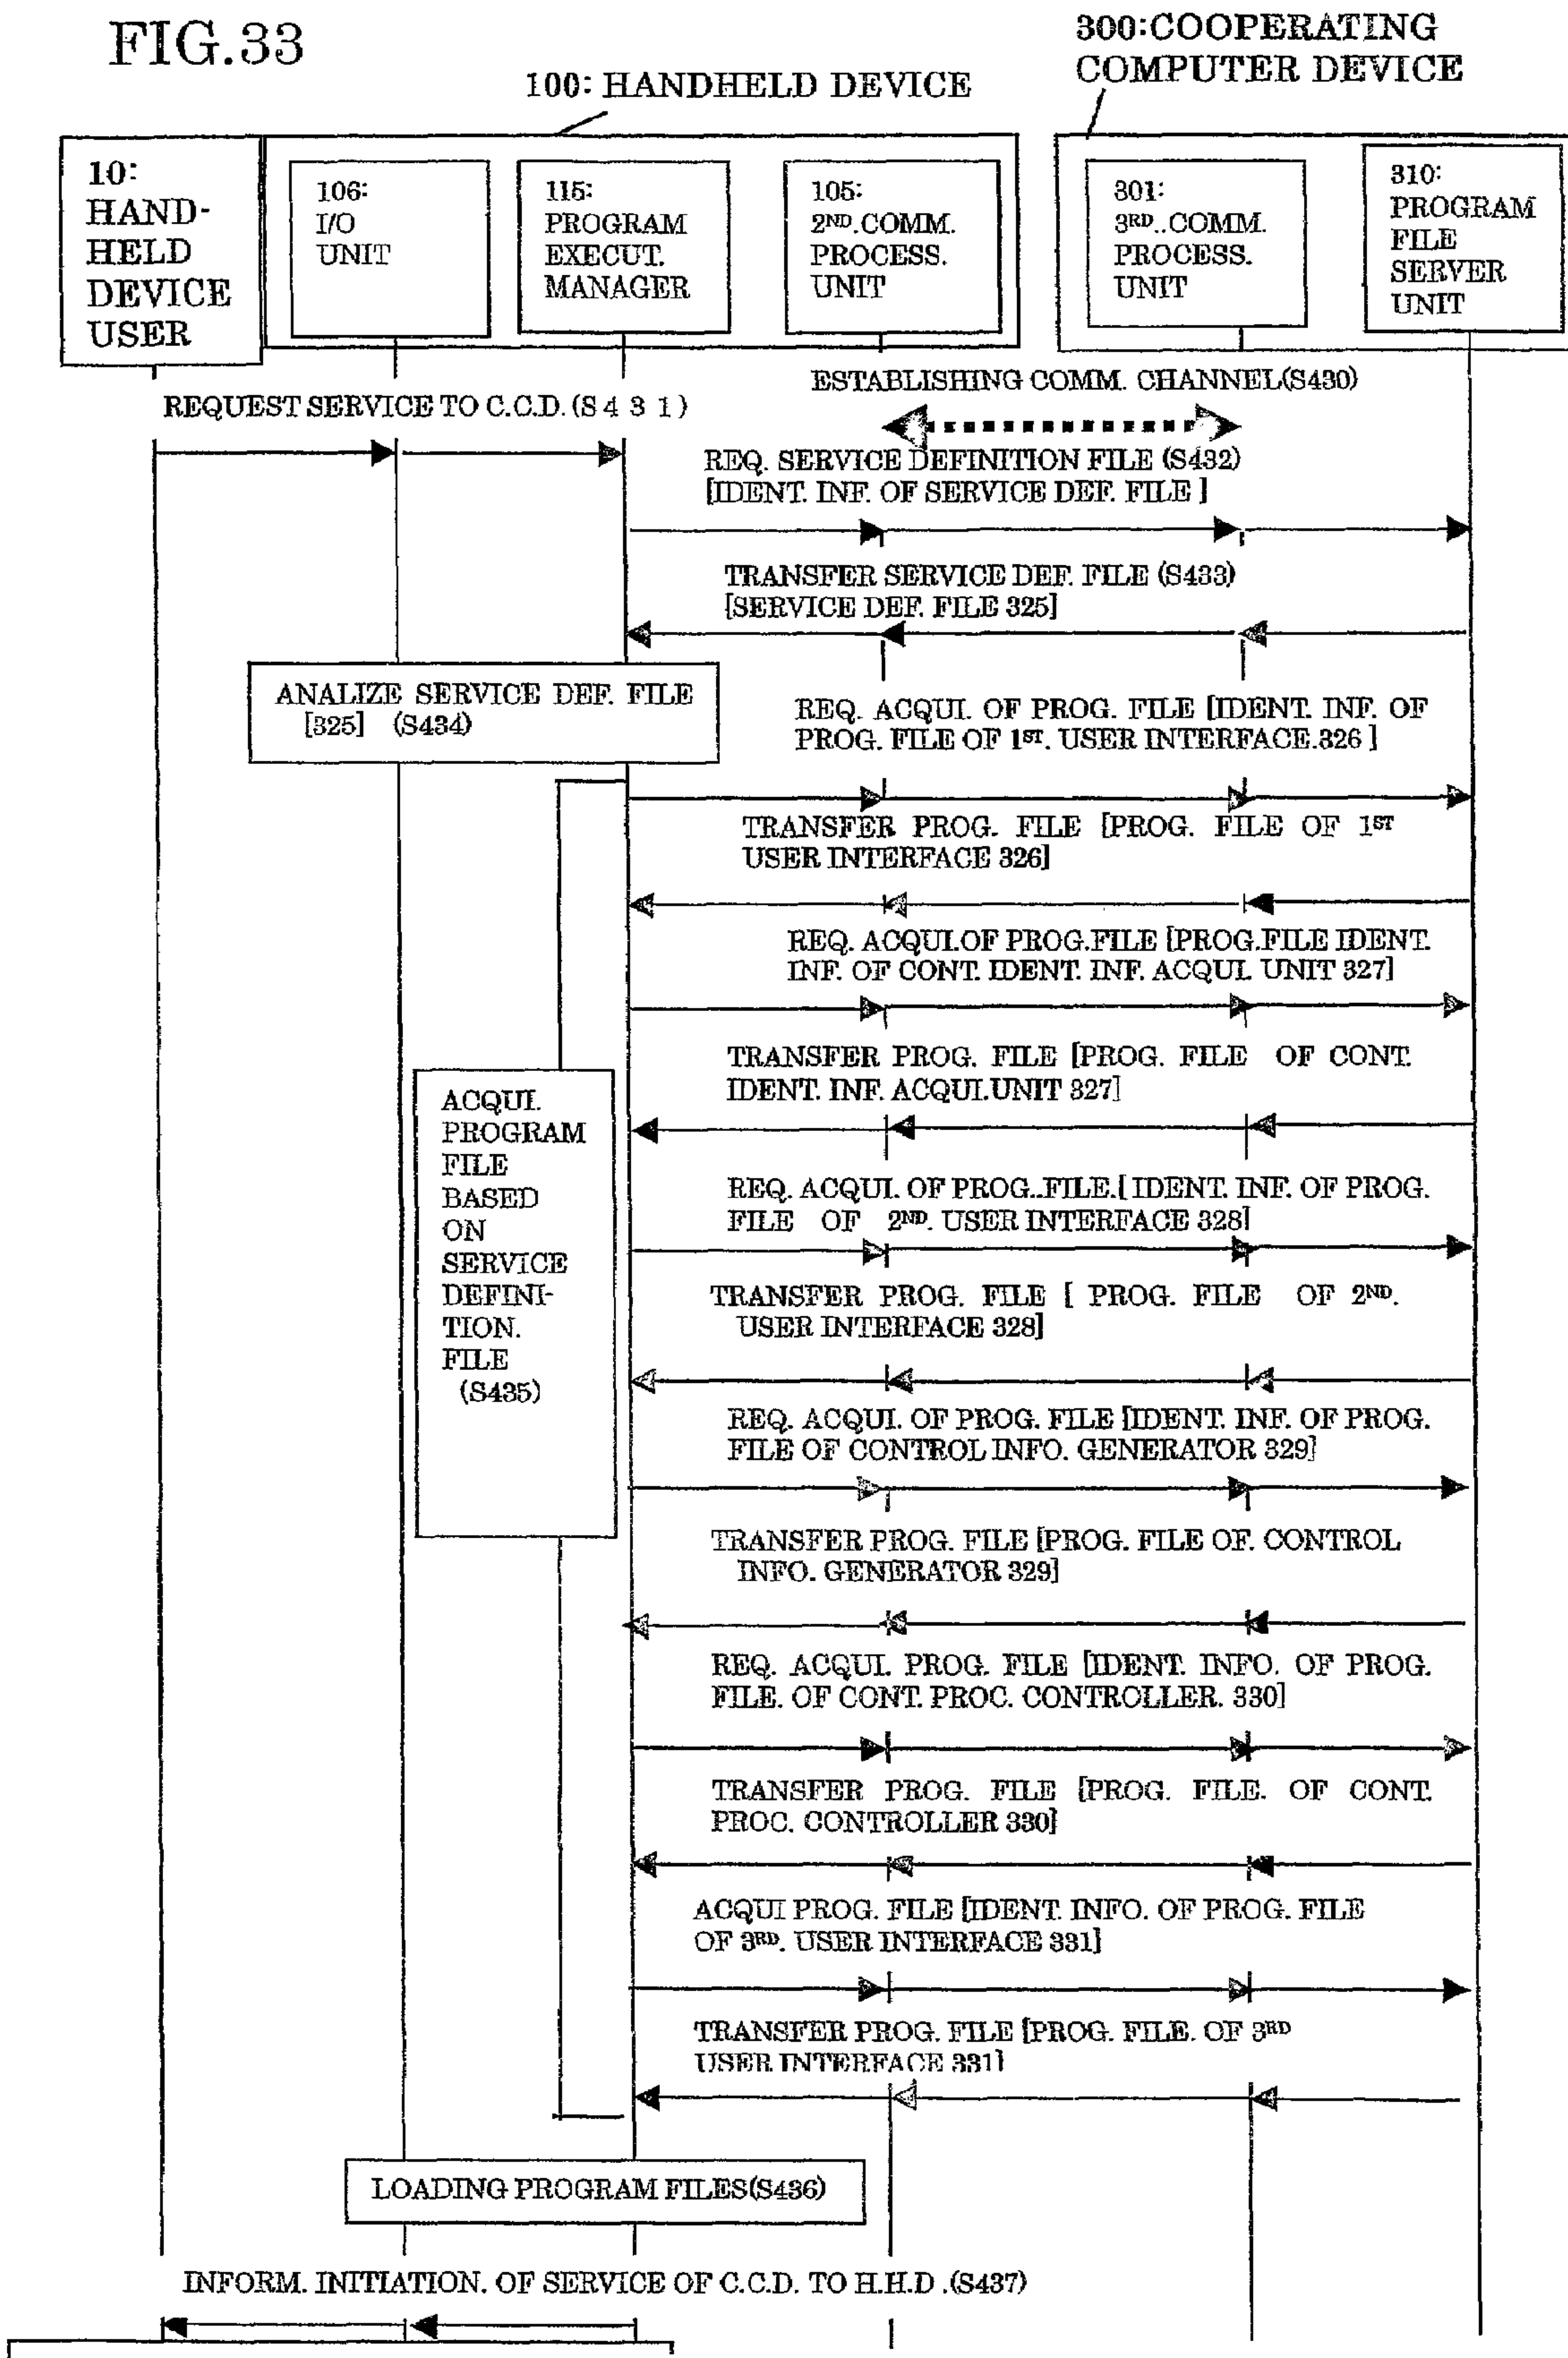 FIG.33
300:COOPERATING
COMPUTER DEVICE
100: HANDHELD DEVICE
10:
HAND-
HELD
DEVICE
USER
106:
I/O
UNIT
115:
PROGRAM
EXECUT.
MANAGER
105:
2ND.COMM.
PROCESS.
UNIT
301:
3RD..COMM.
PROCESS.
UNIT
310:
PROGRAM
FILE
SERVER
UNIT
ESTABLISHING COMM. CHANNEL(S430)
REQUEST SERVICE TO C.C.D. (S 4 3 1)
REQ. SERVICE DEFINITION FILE (S432)
[IDENT. INF. OF SERVICE DEF. FILE ]
TRANSFER SERVICE DEF. FILE (S433)
[SERVICE DEF. FILE 325]
ANALIZE SERVICE DEF. FILE
[325] (S434)
REQ. ACQUI. OF PROG. FILE [IDENT. INF. OF
PROG. FILE OF 1ST. USER INTERFACE.326 ]
TRANSFER PROG. FILE [PROG. FILE OF 1ST
USER INTERFACE 326]
REQ. ACQUI.OF PROG.FILE [PROG.FILE IDENT.
INF. OF CONT. IDENT. INF. ACQUI. UNIT 327]
TRANSFER PROG. FILE [PROG. FILE OF CONT.
IDENT. INF. ACQUI.UNIT 327]
ACQUI.
PROGRAM
FILE
BASED
ON
SERVICE
DEFINI-
TION.
FILE
(S435)
REQ. ACQUI. OF PROG..FILE.[ IDENT. INF. OF PROG.
FILE OF 2ND. USER INTERFACE 328]
TRANSFER PROG. FILE [ PROG. FILE OF 2ND.
USER INTERFACE 328]
REQ. ACQUI. OF PROG. FILE [IDENT. INF. OF PROG.
FILE OF CONTROL INFO. GENERATOR 329]
TRANSFER PROG. FILE [PROG. FILE OF. CONTROL
INFO. GENERATOR 329]
REQ. ACQUI. PROG. FILE [IDENT. INFO. OF PROG.
FILE. OF CONT. PROC. CONTROLLER. 330]
TRANSFER PROG. FILE [PROG. FILE. OF CONT.
PROC. CONTROLLER 330]
ACQUI PROG. FILE [IDENT. INFO. OF PROG. FILE
OF 3RD. USER INTERFACE 331]
TRANSFER PROG. FILE [PROG. FILE. OF 3RD
USER INTERFACE 331]
LOADING PROGRAM FILES(S436)
INFORM. INITIATION. OF SERVICE OF C.C.D. TO H.H.D .(S437)